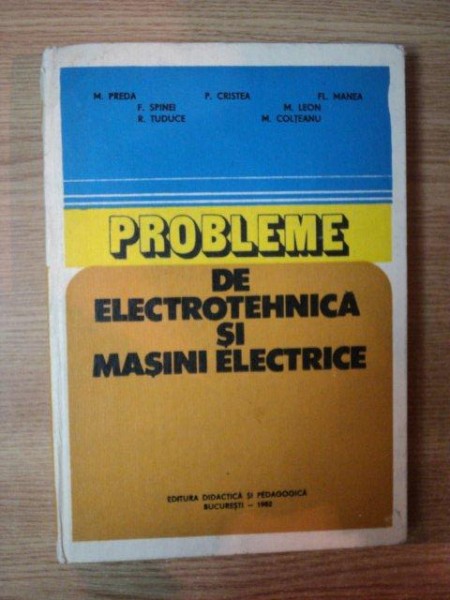 M. PREDA P. CRISTEA FL. MANEA
F. SPINEI M. LEON
R. TUDUCE M. COLȚEANU
PROBLEME
DE
ELECTROTEHNICĂ
ȘI
MAȘINI ELECTRICE
EDITURA DIDACTICĂ ȘI PEDAGOGICĂ
BUCUREȘTI – 1982